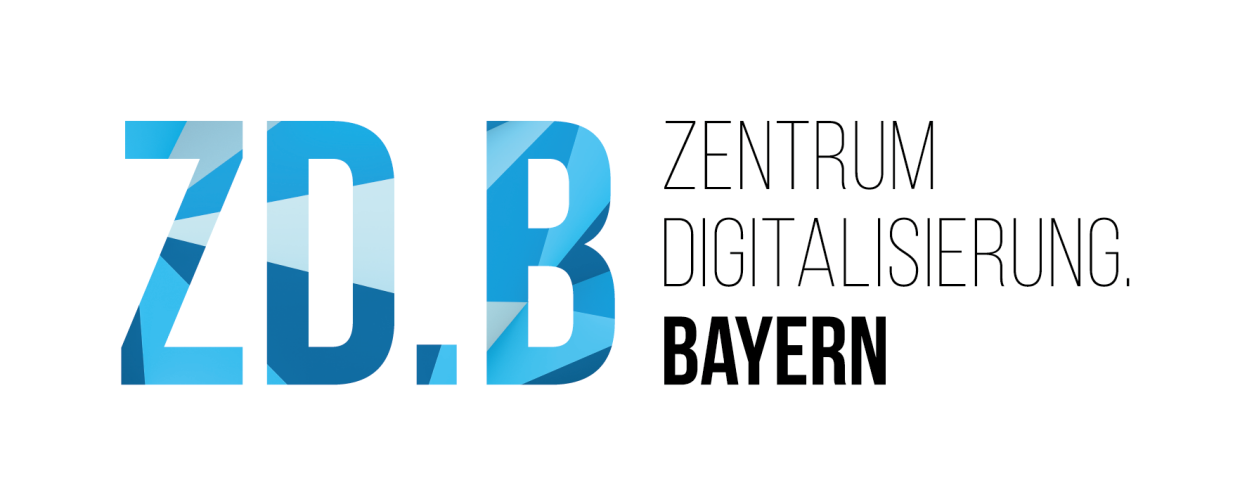 ZD.B
ZENTRUM
DIGITALISIERUNG.
BAYERN